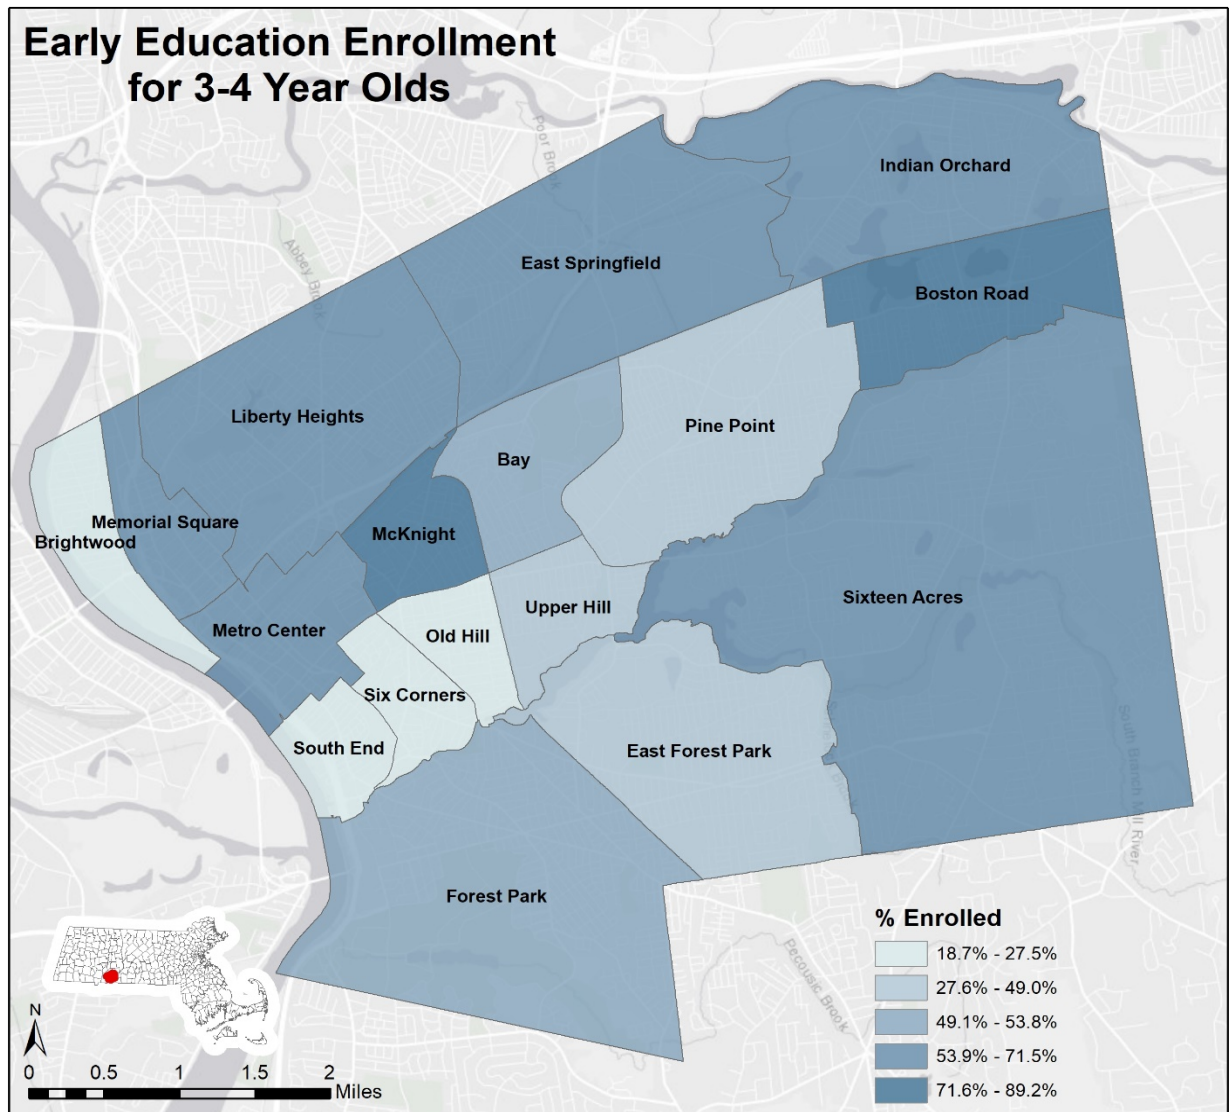 Early Education Enrollment
for 3-4 Year Olds
Poor Brook
Indian Orchard
Abbey Brook
East Springfield
Boston Road
Liberty Heights
Pine Point
Bay
Memorial Square
McKnight
Brightwood
Sixteen Acres
Upper Hill
Metro Center
Old Hill
Six Corners
South End
East Forest Park
South Branch Mill River
Forest Park
Pecousic Brook
% Enrolled
18.7% - 27.5%
27.6% - 49.0%
49.1% - 53.8%
53.9% - 71.5%
71.6% - 89.2%
N
0 0.5 1 1.5 2
Miles